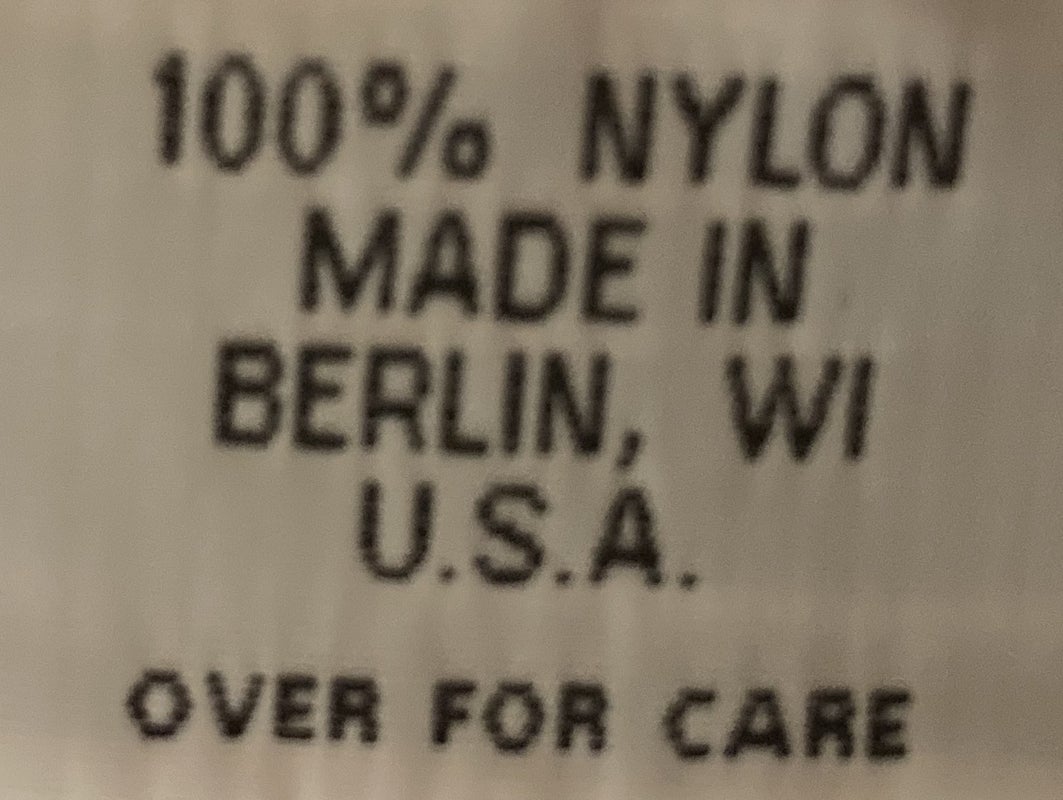 100% NYLON
MADE IN
BERLIN, WI
U.S.A.
OVER FOR CARE